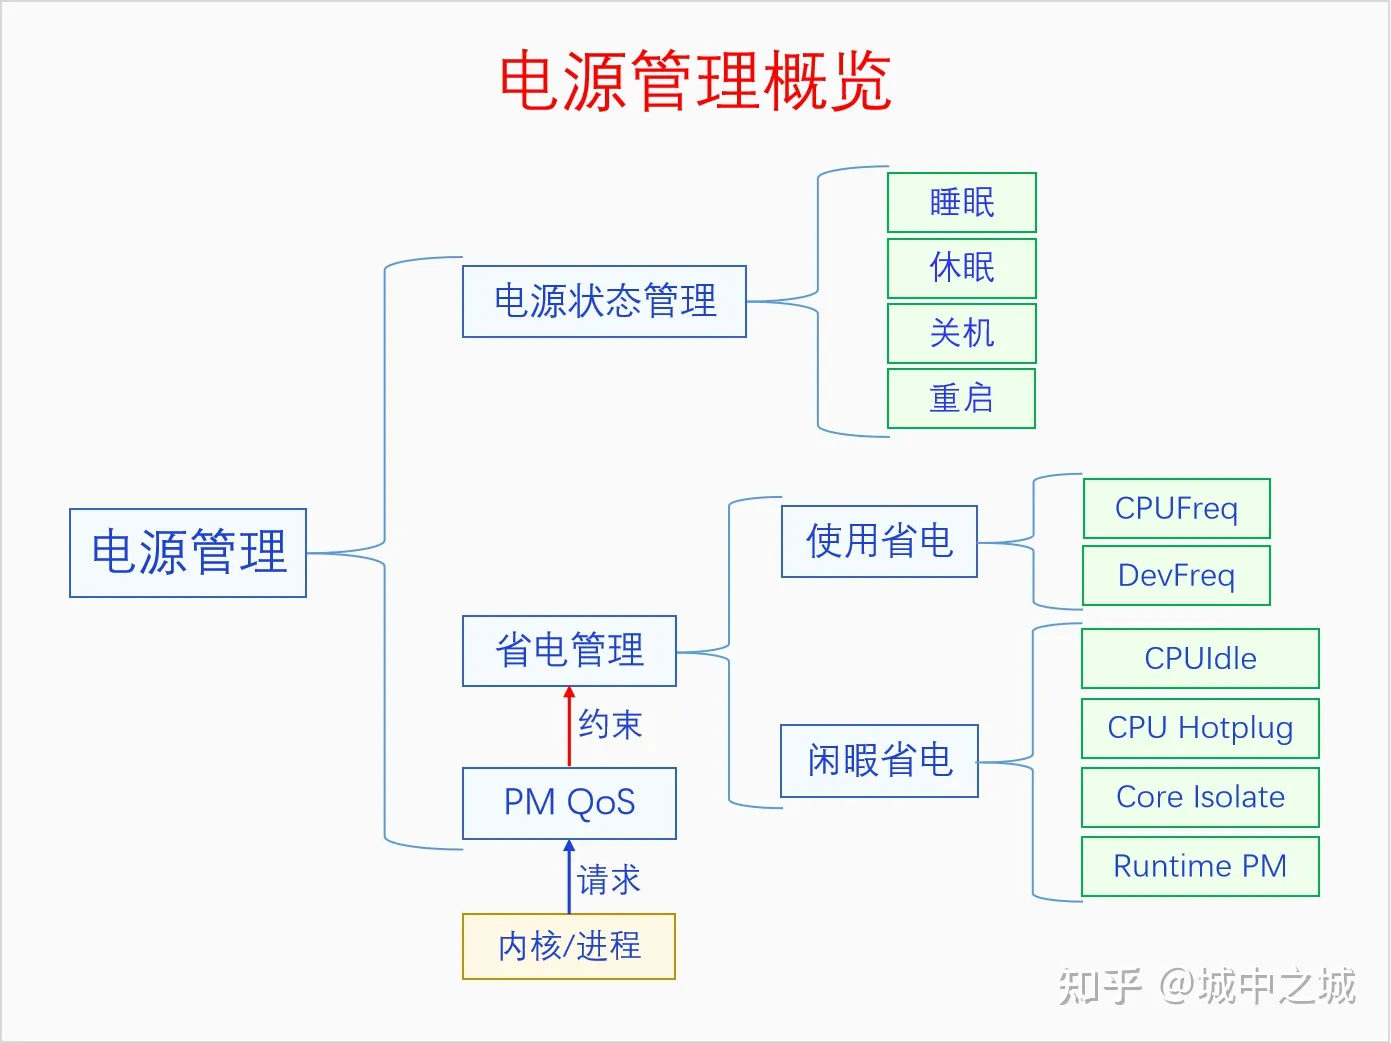 电源管理概览
电源管理
电源状态管理
睡眠
休眠
关机
重启
省电管理
使用省电
CPUFreq
DevFreq
闲暇省电
CPUIdle
CPU Hotplug
Core Isolate
Runtime PM
约束
PM QoS
请求
内核/进程
知乎 @城中之城